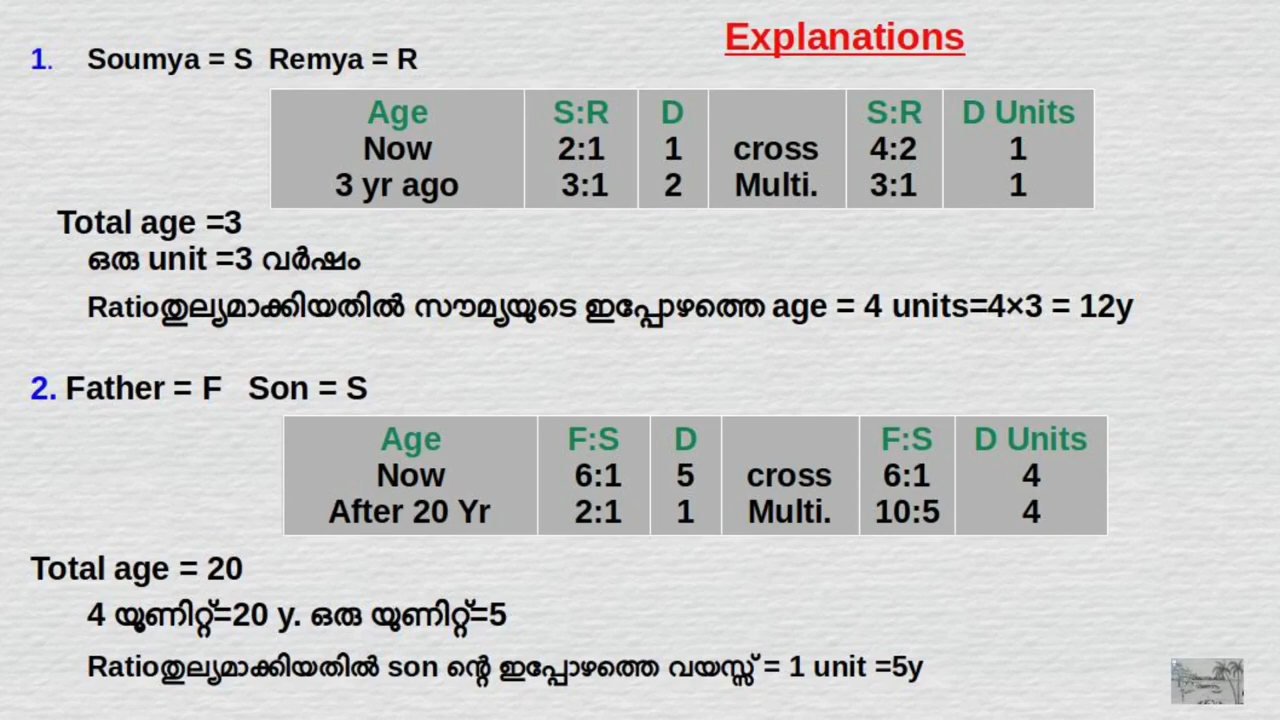 Explanations
1. Soumya = S Remya = R
Age S:R D S:R D Units
Now 2:1 1 cross 4:2 1
3 yr ago 3:1 2 Multi. 3:1 1
Total age =3
ഒരു unit =3 വർഷം
Ratioതുല്യമാക്കിയതിൽ സൗമ്യയുടെ ഇപ്പോഴത്തെ age = 4 units=4×3 = 12y
2. Father = F Son = S
Age F:S D F:S D Units
Now 6:1 5 cross 6:1 4
After 20 Yr 2:1 1 Multi. 10:5 4
Total age = 20
4 യൂണിറ്റ്=20 y. ഒരു യുണിറ്റ്=5
Ratioതുല്യമാക്കിയതിൽ son ന്റെ ഇപ്പോഴത്തെ വയസ്സ് = 1 unit =5y